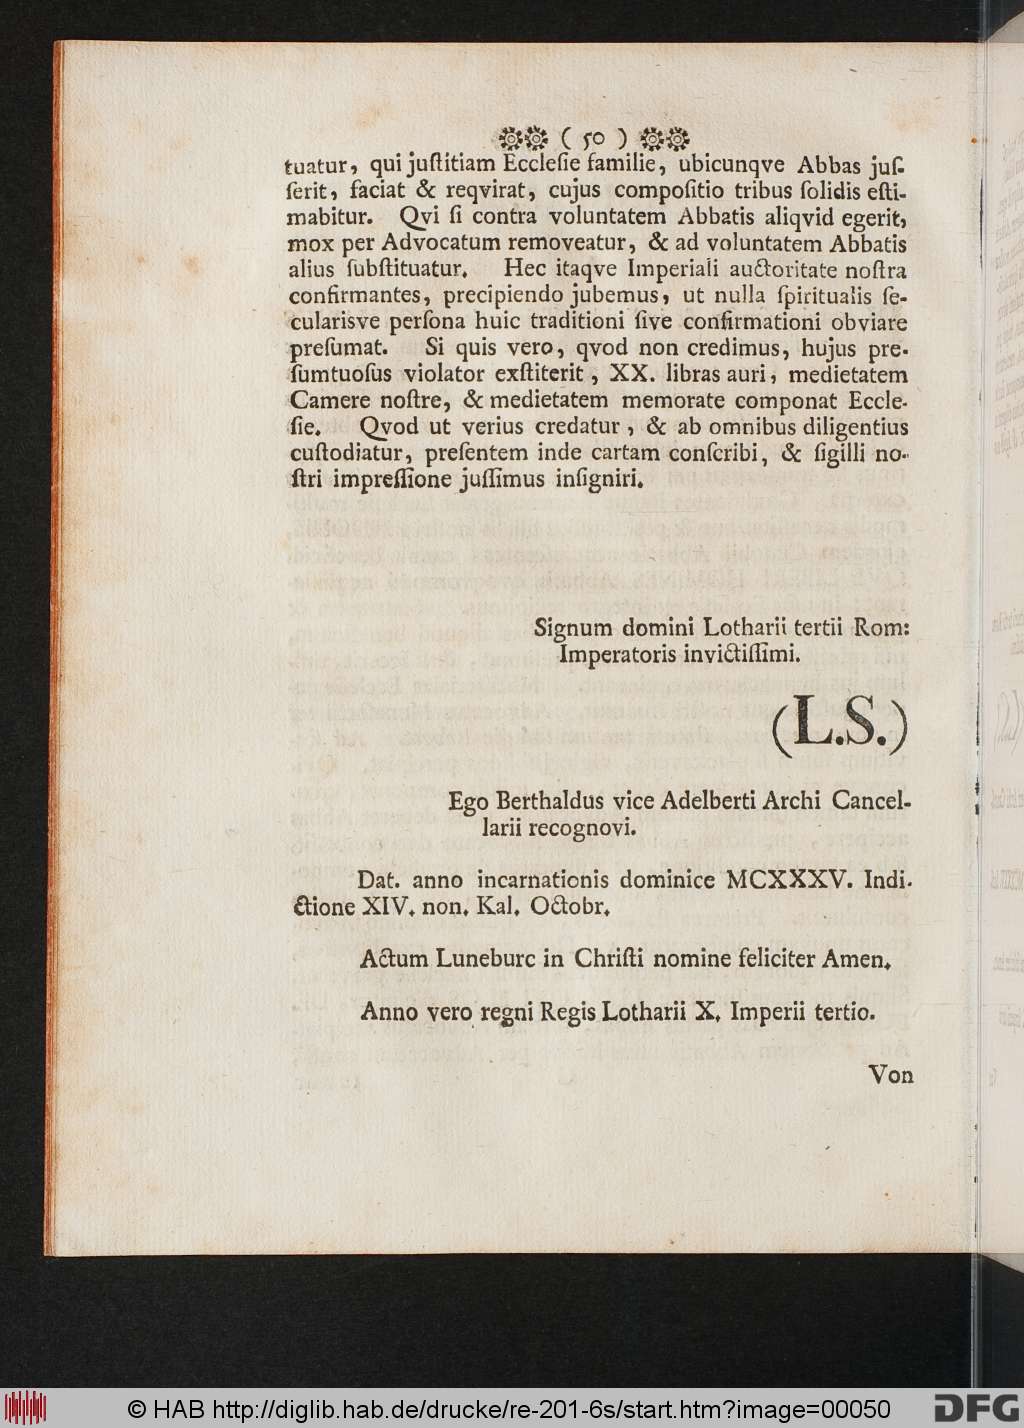 ( 50 )
tuatur, qui juſtitiam Eccleſie familie, ubicunqve Abbas juſ-
ſerit, faciat & reqvirat, cujus compoſitio tribus ſolidis eſti-
mabitur. Qvi ſi contra voluntatem Abbatis aliqvid egerit,
mox per Advocatum removeatur, & ad voluntatem Abbatis
alius ſubſtituatur. Hec itaqve Imperiali auctoritate noſtra
confirmantes, precipiendo jubemus, ut nulla ſpiritualis ſe-
cularisve perſona huic traditioni ſive confirmationi obviare
preſumat. Si quis vero, qvod non credimus, hujus pre-
ſumtuoſus violator exſtiterit, XX. libras auri, medietatem
Camere noſtre, & medietatem memorate componat Eccle-
ſie. Qvod ut verius credatur, & ab omnibus diligentius
cuſtodiatur, preſentem inde cartam conſcribi, & ſigilli no-
ſtri impreſſione juſſimus inſigniri.
Signum domini Lotharii tertii Rom:
Imperatoris invictiſſimi.
(L.S.)
Ego Berthaldus vice Adelberti Archi Cancel-
larii recognovi.
Dat. anno incarnationis dominice MCXXXV. Indi-
ctione XIV. non. Kal. Octobr.
Actum Luneburc in Chriſti nomine feliciter Amen.
Anno vero regni Regis Lotharii X. Imperii tertio.
Von
© HAB http://diglib.hab.de/drucke/re-201-6s/start.htm?image=00050
DFG